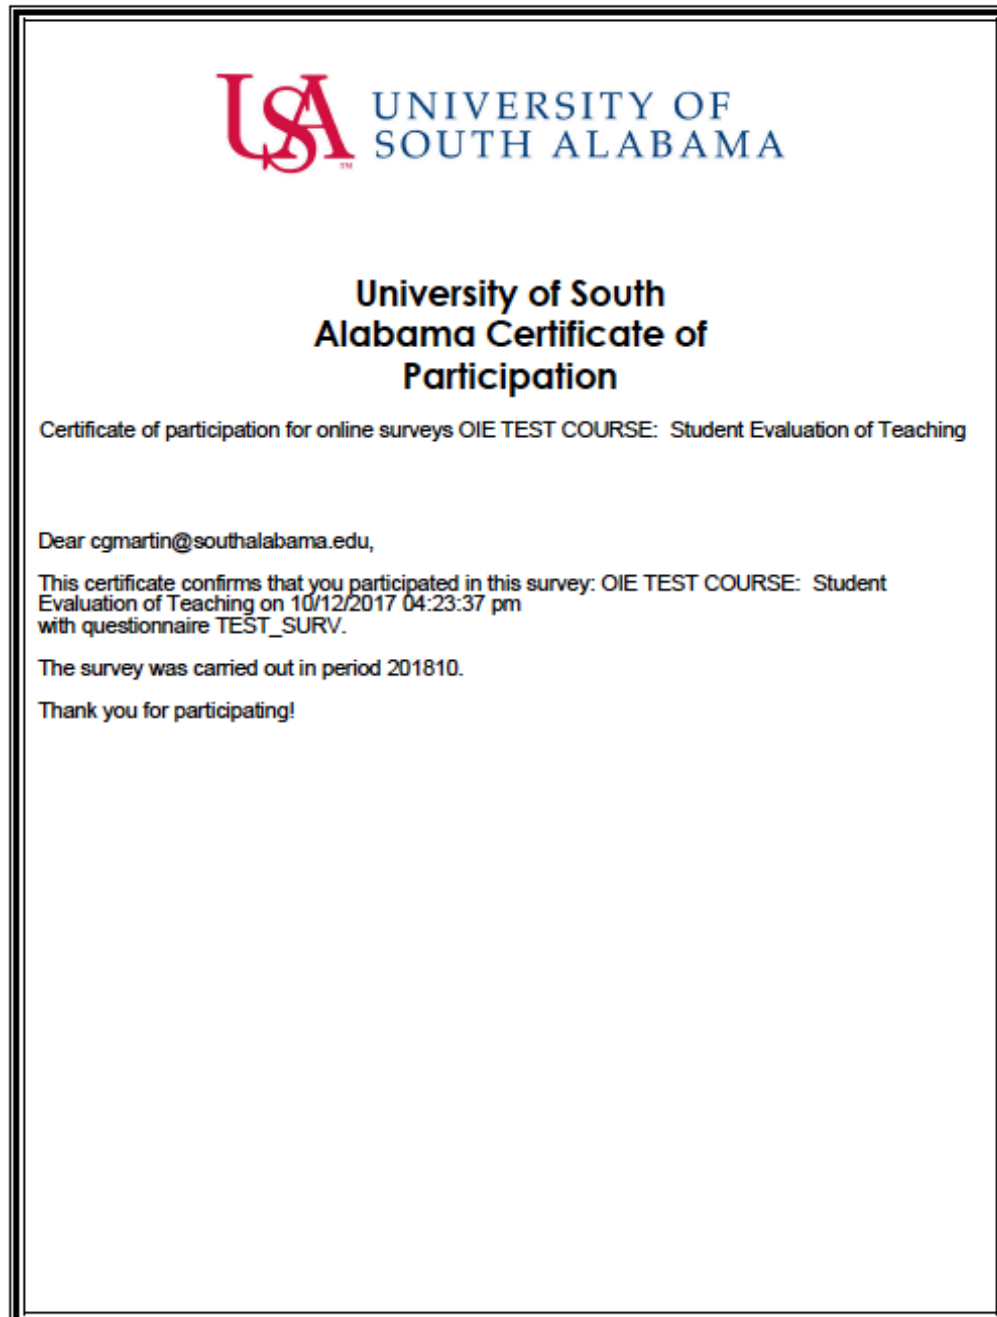 USA
TM
UNIVERSITY OF
SOUTH ALABAMA
University of South
Alabama Certificate of
Participation
Certificate of participation for online surveys OIE TEST COURSE:  Student Evaluation of Teaching
Dear cgmartin@southalabama.edu,
This certificate confirms that you participated in this survey: OIE TEST COURSE:  Student
Evaluation of Teaching on 10/12/2017 04:23:37 pm
with questionnaire TEST_SURV.
The survey was carried out in period 201810.
Thank you for participating!